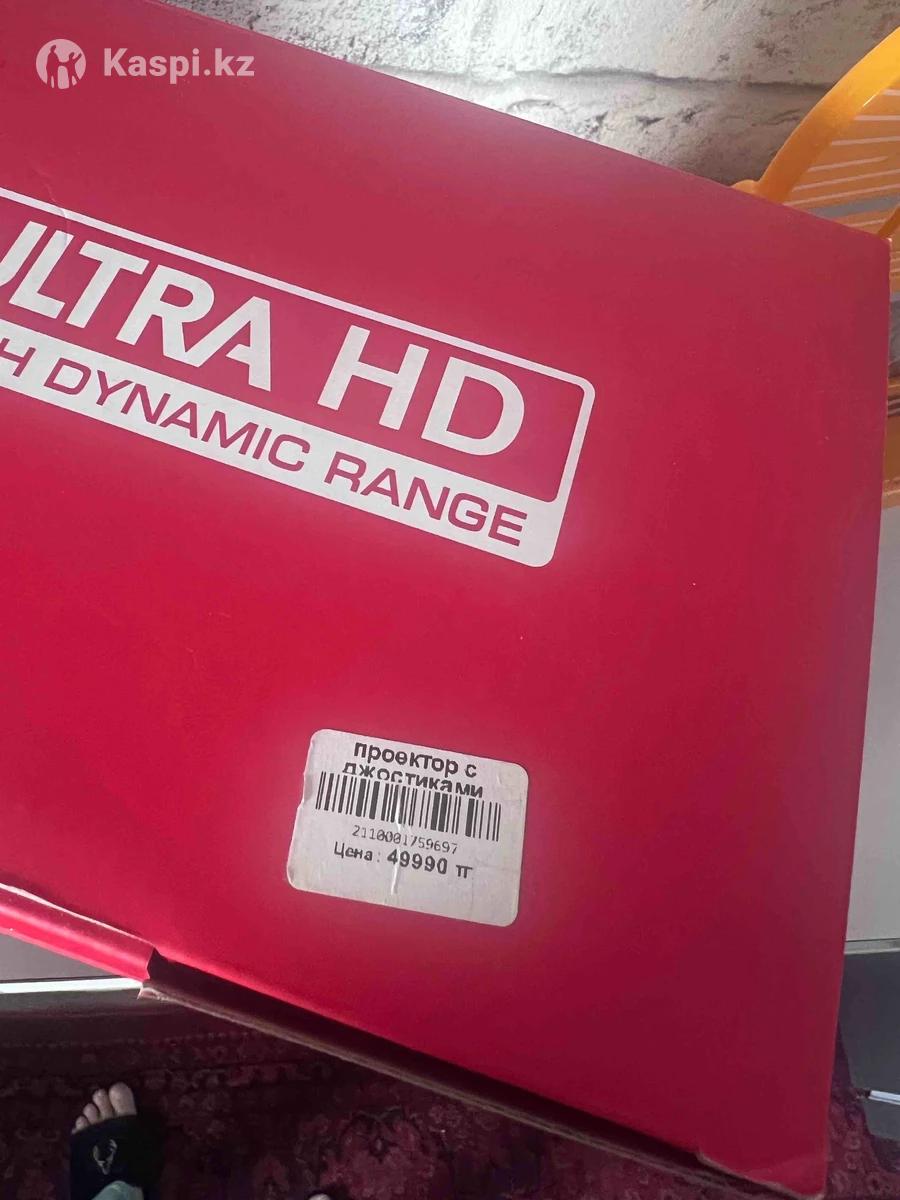 Kaspi.kz
ULTRA HD
H DYNAMIC RANGE
проектор с
джостиками
2110001759697
Цена: 49990 тг